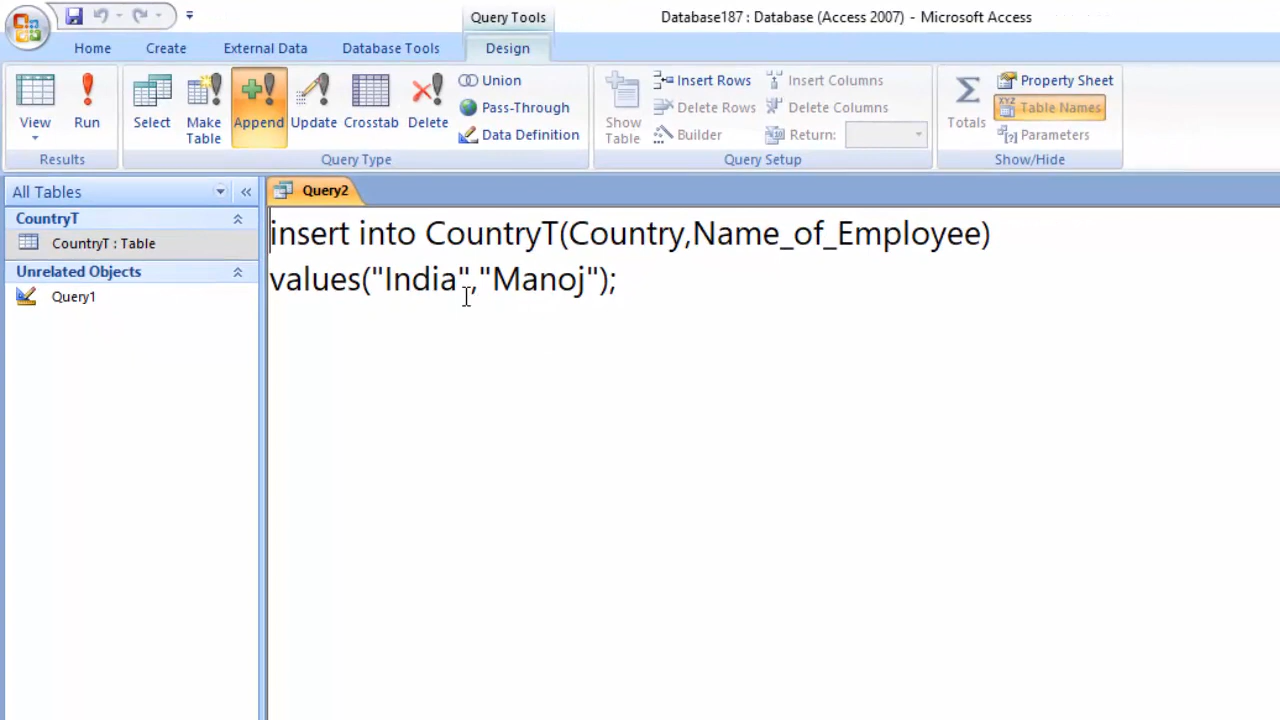 Query Tools
Database187 : Database (Access 2007) - Microsoft Access
Home Create External Data Database Tools Design
View Run Select Make Table Append Update Crosstab Delete
Union
Pass-Through
Data Definition
Show Table
Insert Rows
Delete Rows
Builder
Insert Columns
Delete Columns
Return:
Totals
Property Sheet
Table Names
Parameters
Results Query Type Query Setup Show/Hide
All Tables
CountryT
CountryT : Table
Unrelated Objects
Query1
Query2
insert into CountryT(Country,Name_of_Employee)
values("India","Manoj");